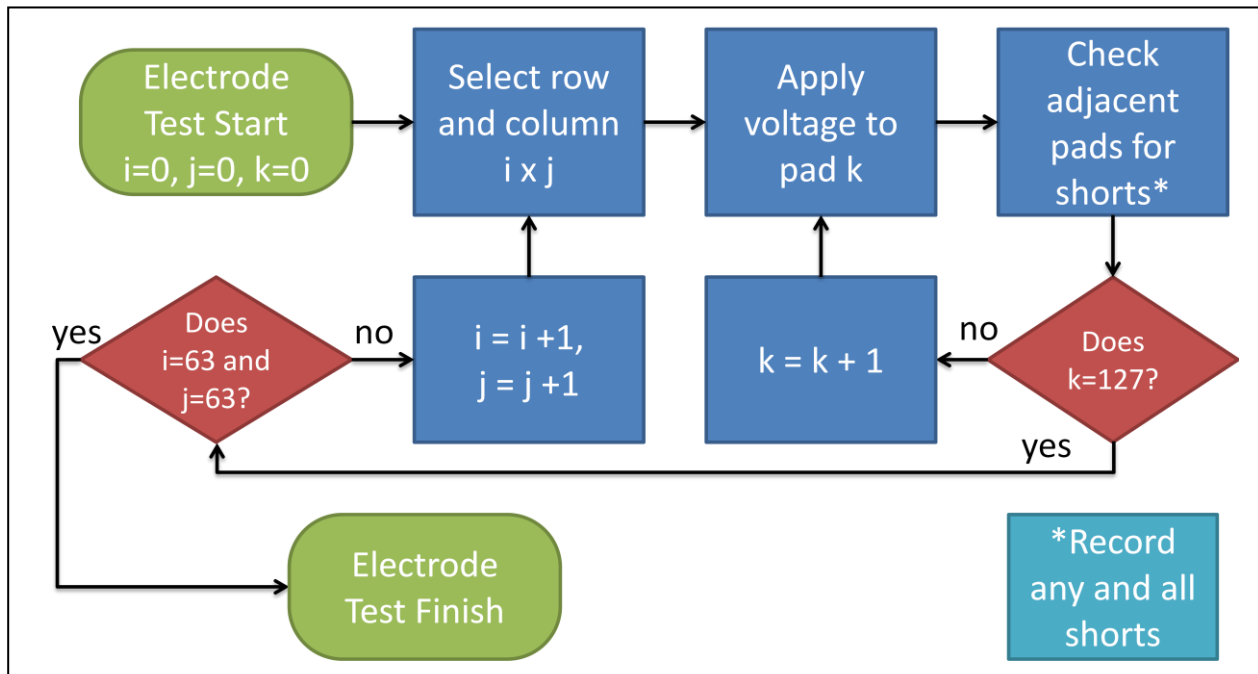 Electrode
Test Start
i=0, j=0, k=0
Select row
and column
i x j
Apply
voltage to
pad k
Check
adjacent
pads for
shorts*
yes
Does
i=63 and
j=63?
no
i = i +1,
j = j +1
k = k + 1
no
Does
k=127?
yes
Electrode
Test Finish
*Record
any and all
shorts